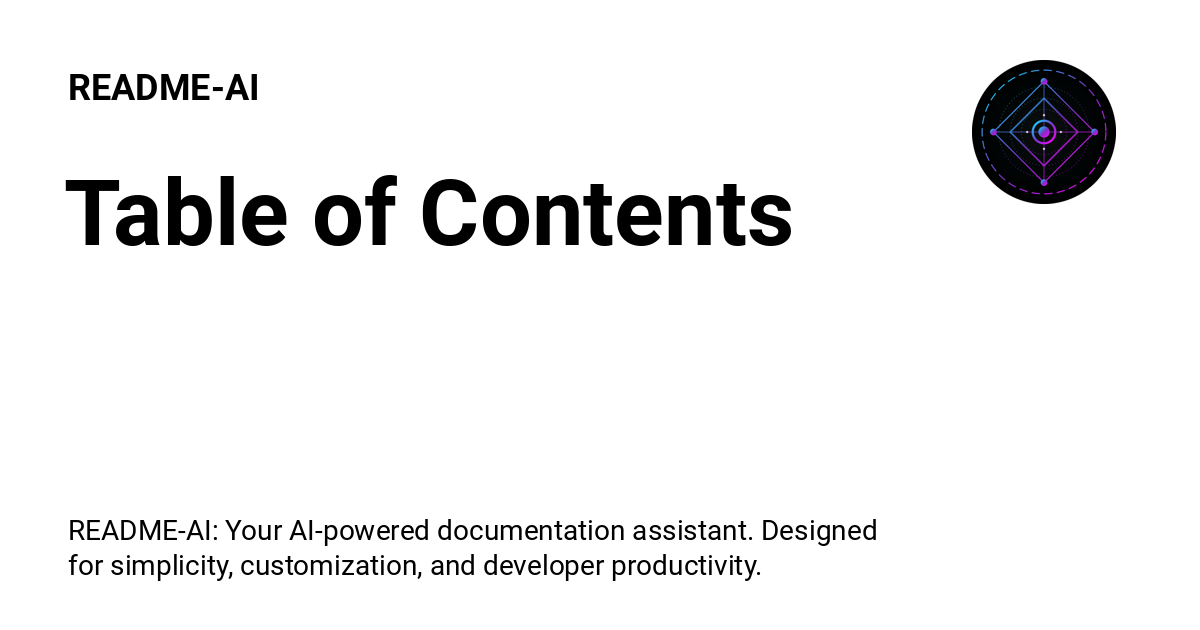 README-AI
Table of Contents
README-AI: Your AI-powered documentation assistant. Designed
for simplicity, customization, and developer productivity.